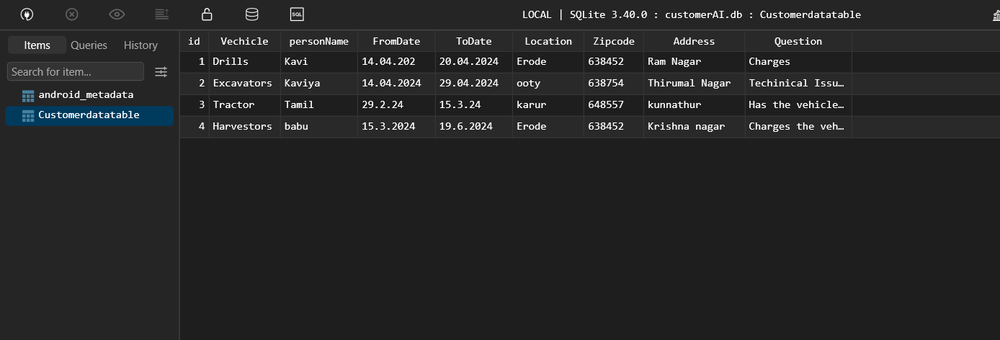 SQL
LOCAL | SQLite 3.40.0 : customerAI.db : Customerdatatable
Items Queries History
Search for item...
android_metadata
Customerdatatable
id Vechicle personName FromDate ToDate Location Zipcode Address Question
1 Drills Kavi 14.04.202 20.04.2024 Erode 638452 Ram Nagar Charges
2 Excavators Kaviya 14.04.2024 29.04.2024 ooty 638754 Thirumal Nagar Techinical Issu…
3 Tractor Tamil 29.2.24 15.3.24 karur 648557 kunnathur Has the vehicle…
4 Harvestors babu 15.3.2024 19.6.2024 Erode 638452 Krishna nagar Charges the veh…